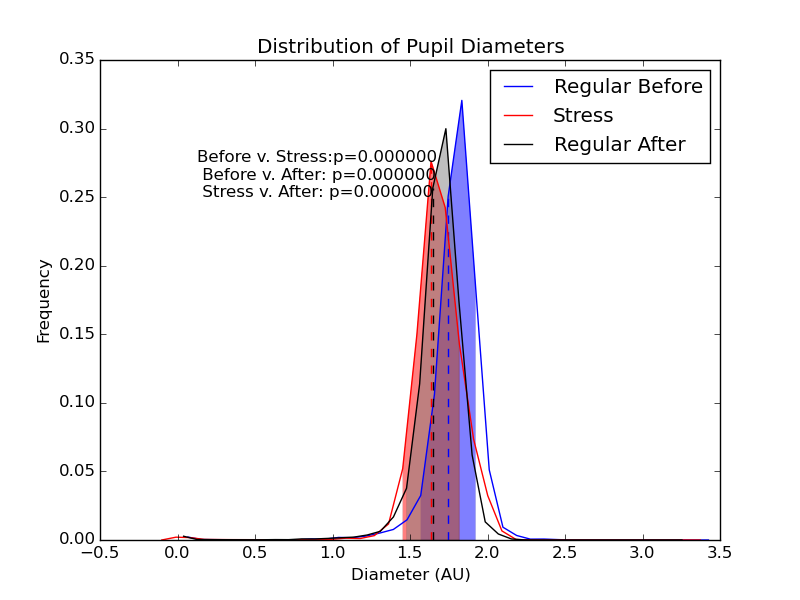 Distribution of Pupil Diameters
0.35
0.30
0.25
0.20
0.15
0.10
0.05
0.00
Frequency
Regular Before
Stress
Regular After
Before v. Stress:p=0.000000
Before v. After: p=0.000000
Stress v. After: p=0.000000
−0.5 0.0 0.5 1.0 1.5 2.0 2.5 3.0 3.5
Diameter (AU)